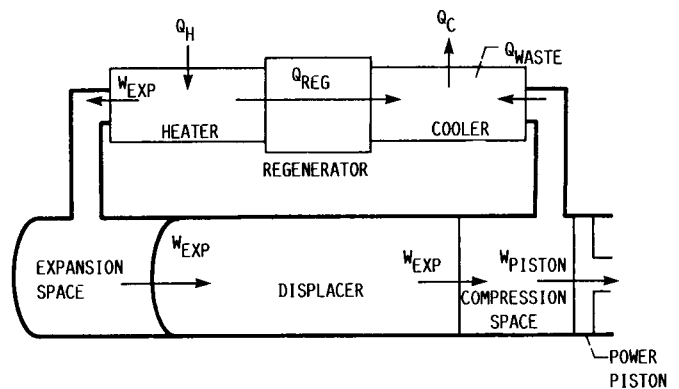 Q_H
Q_C
Q_WASTE
W_EXP
Q_REG
HEATER
COOLER
REGENERATOR
W_EXP
W_EXP
W_PISTON
EXPANSION
SPACE
DISPLACER
COMPRESSION
SPACE
POWER
PISTON